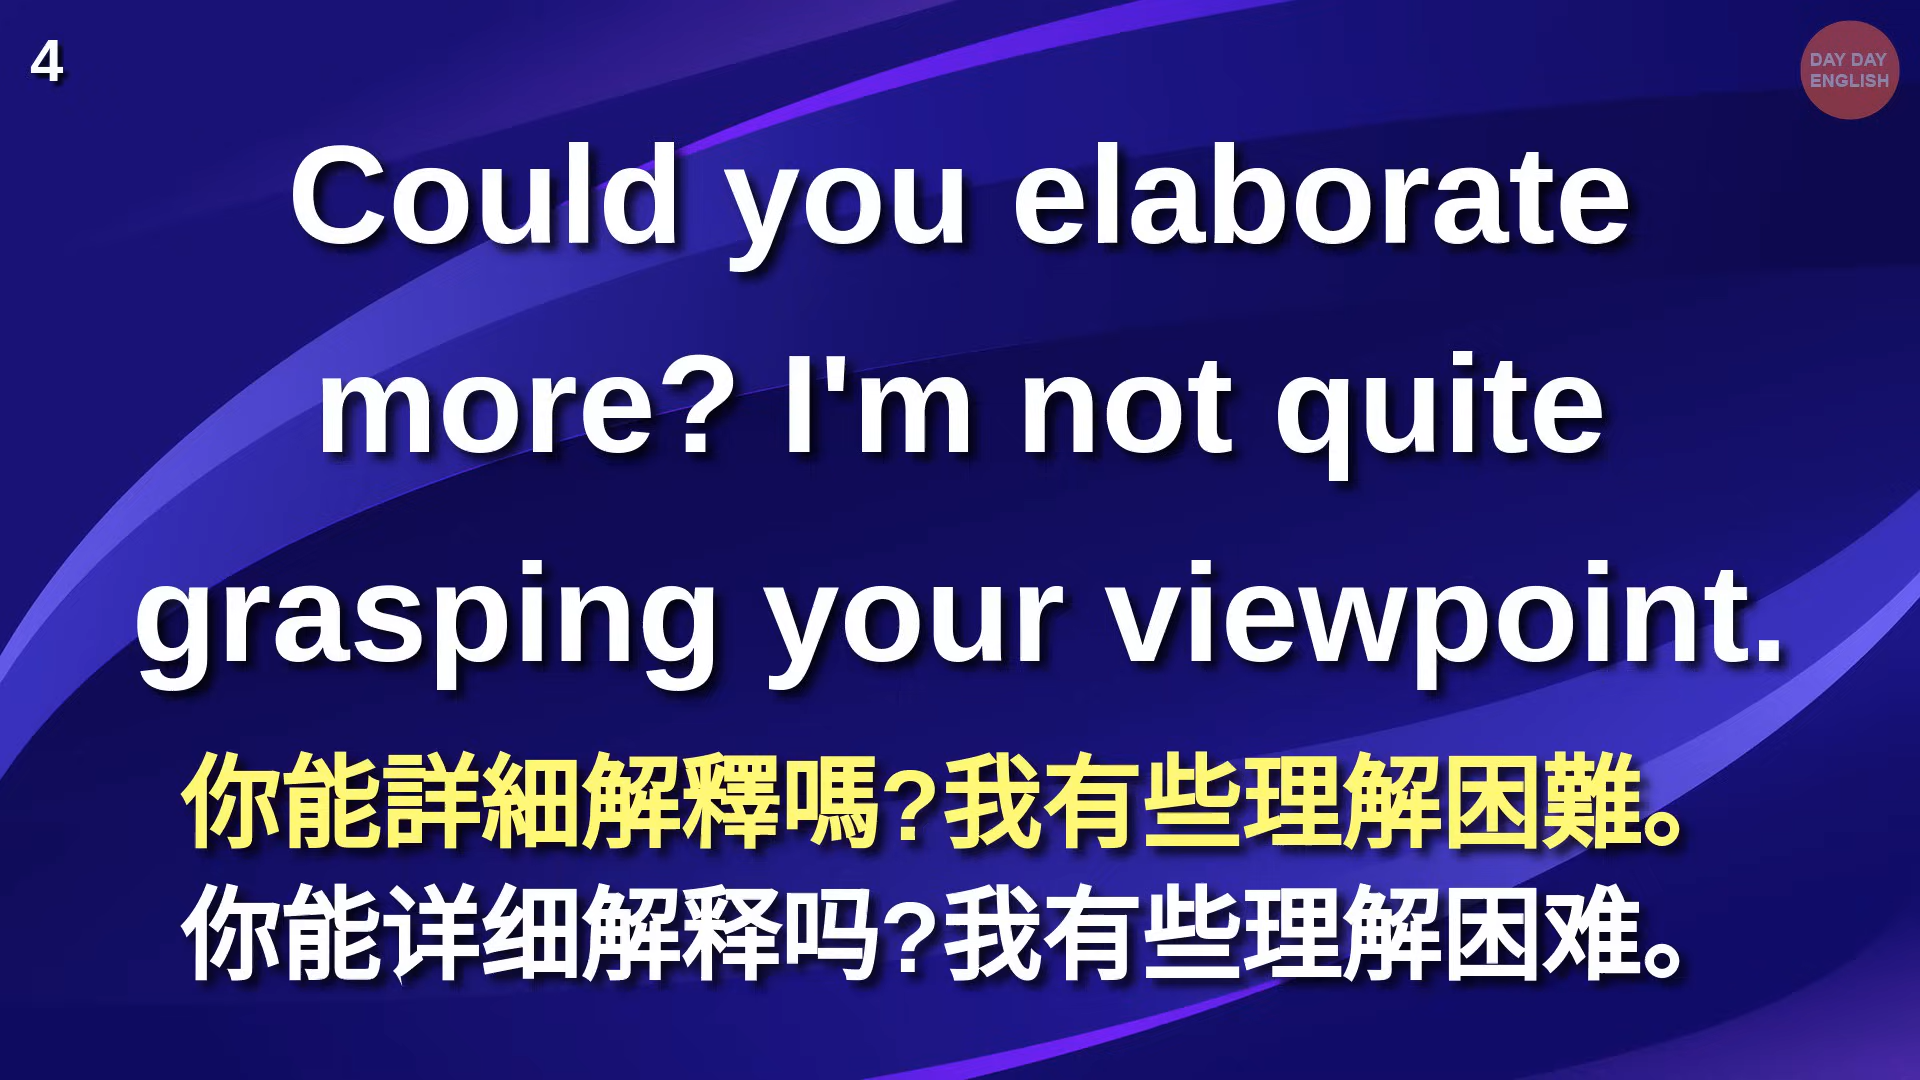 4
DAY DAY
ENGLISH
Could you elaborate
more? I'm not quite
grasping your viewpoint.
你能詳細解釋嗎?我有些理解困難。
你能详细解释吗?我有些理解困难。